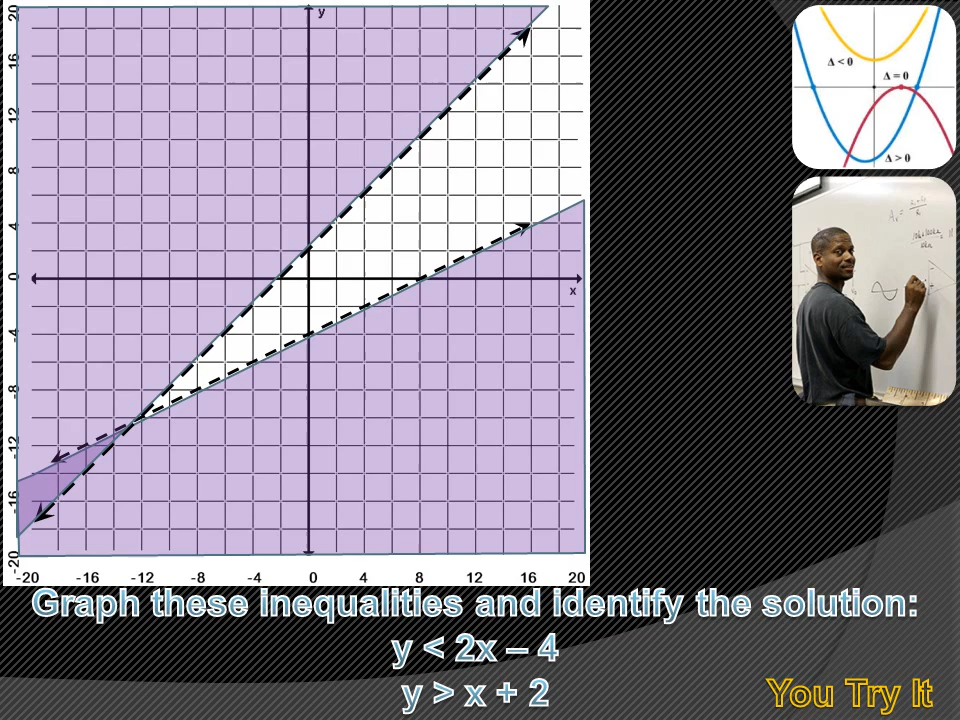 y
20
16
12
8
4
0
-4
-8
-12
-16
-20
x
-20 -16 -12 -8 -4 0 4 8 12 16 20
Δ < 0
Δ = 0
Δ > 0
Graph these inequalities and identify the solution:
y < 2x – 4
y > x + 2
You Try It